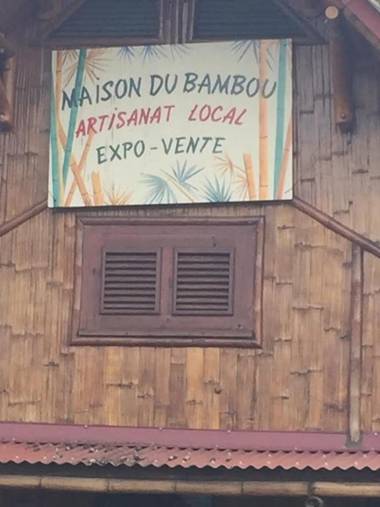 MAISON DU BAMBOU
ARTISANAT LOCAL
EXPO-VENTE